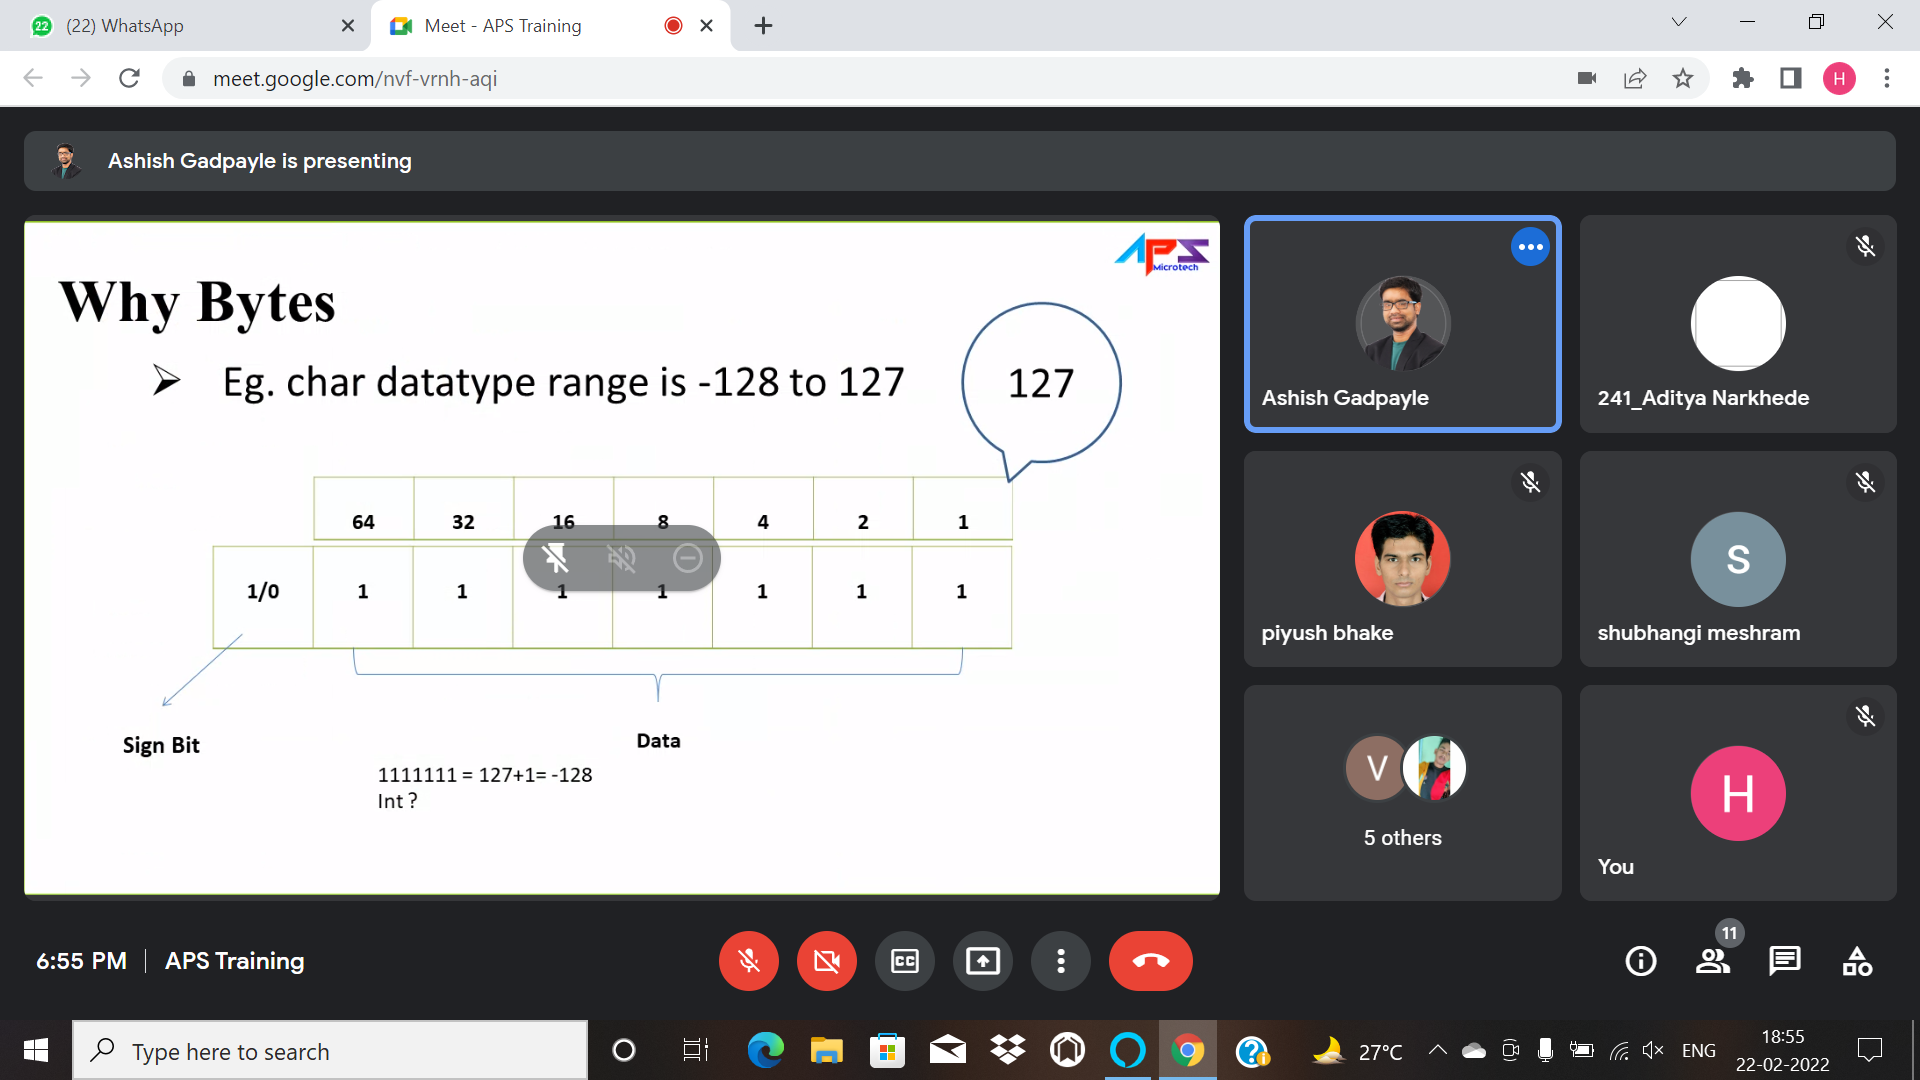 22
(22) WhatsApp
Meet - APS Training
meet.google.com/nvf-vrnh-aqi
H
Ashish Gadpayle is presenting
APS
Microtech
Why Bytes
Eg. char datatype range is -128 to 127
127
64 32 16 8 4 2 1
1/0 1 1 1 1 1 1 1
Sign Bit
Data
1111111 = 127+1= -128
Int ?
Ashish Gadpayle
241_Aditya Narkhede
piyush bhake
S
shubhangi meshram
V
5 others
H
You
6:55 PM
APS Training
CC
11
Type here to search
27°C
ENG
18:55
22-02-2022